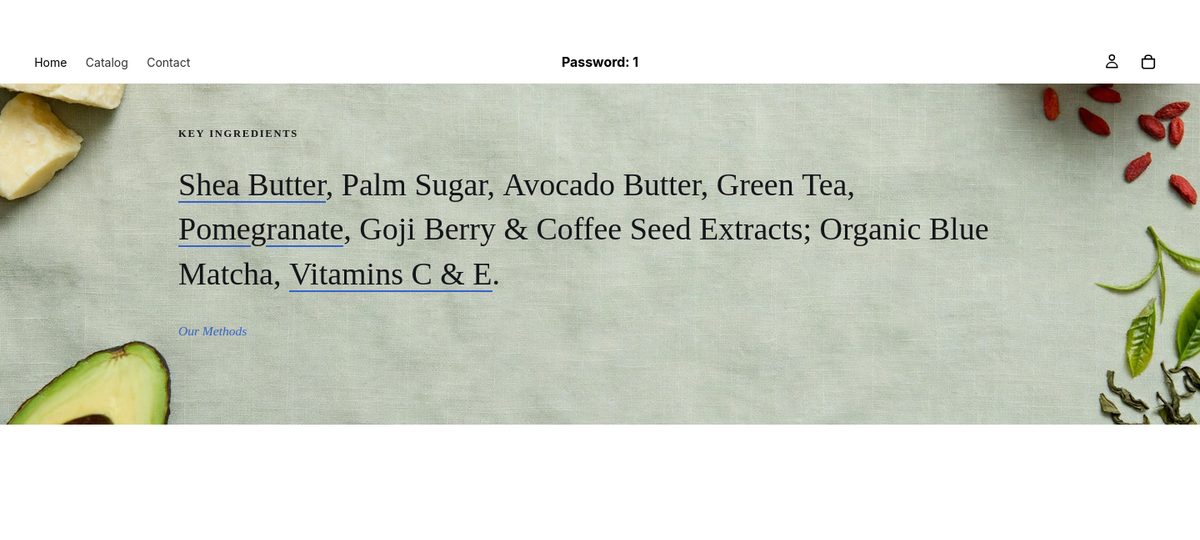 Home Catalog Contact Password: 1
KEY INGREDIENTS
Shea Butter, Palm Sugar, Avocado Butter, Green Tea,
Pomegranate, Goji Berry & Coffee Seed Extracts; Organic Blue
Matcha, Vitamins C & E.
Our Methods